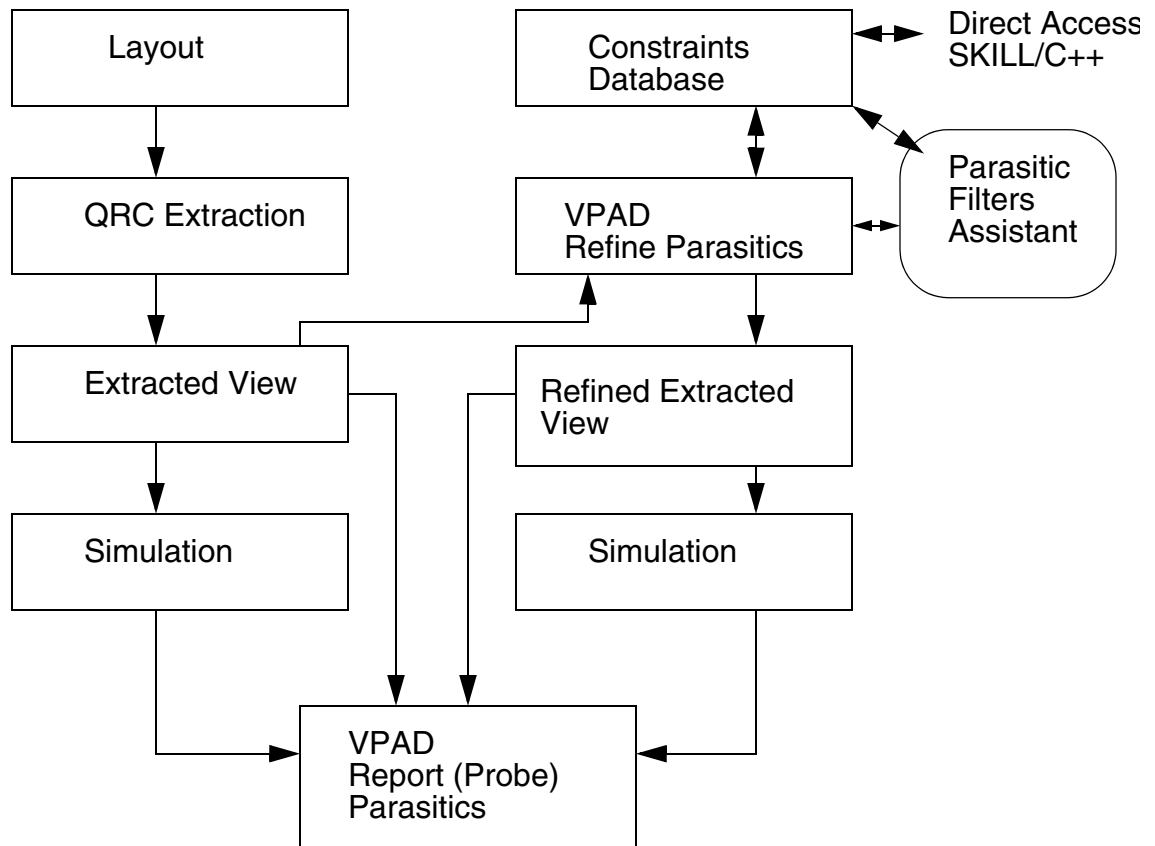 Layout
Constraints
Database
Direct Access
SKILL/C++
QRC Extraction
VPAD
Refine Parasitics
Parasitic
Filters
Assistant
Extracted View
Refined Extracted
View
Simulation
Simulation
VPAD
Report (Probe)
Parasitics